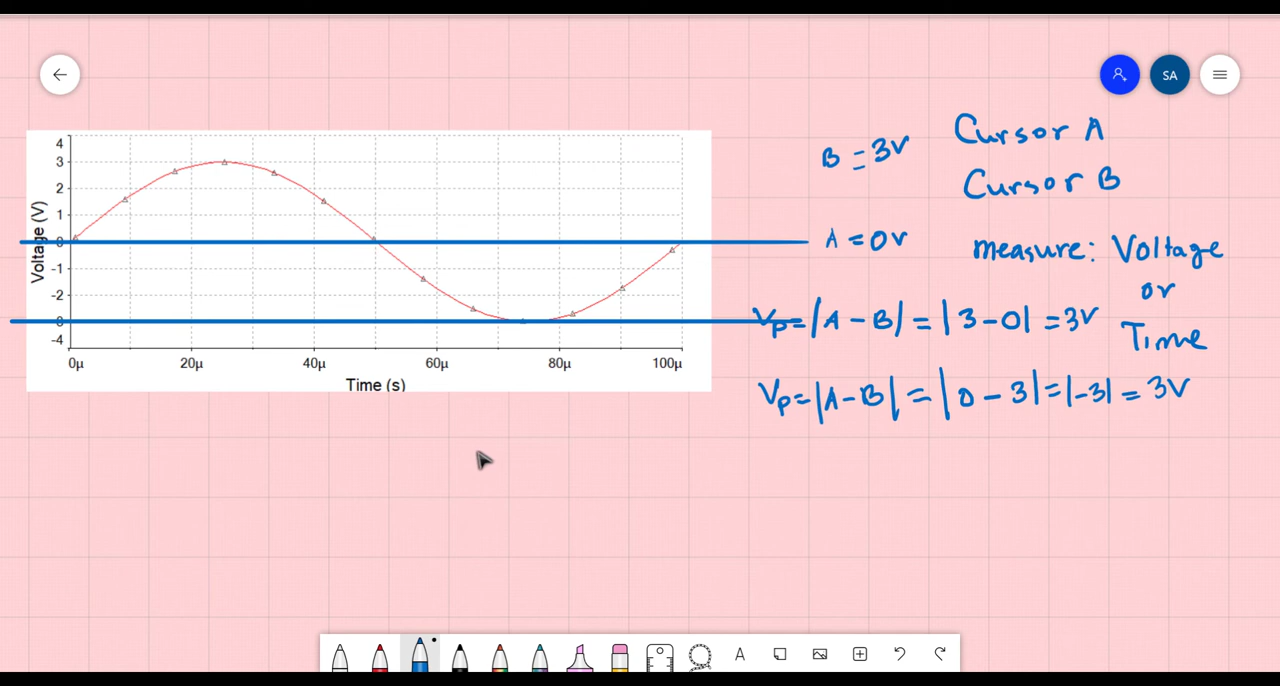 SA
Cursor A
B = 3V
Cursor B
A = 0V
measure: Voltage
or
Time
Vp = |A - B| = |3 - 0| = 3V
Vp = |A - B| = |0 - 3| = |-3| = 3V
Voltage (V)
4
3
2
1
0
-1
-2
-4
0μ 20μ 40μ 60μ 80μ 100μ
Time (s)
A